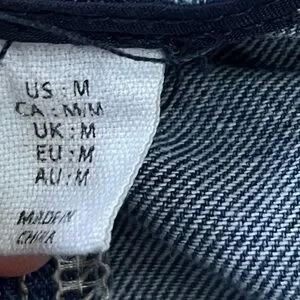 US : M
CA : M/M
UK : M
EU : M
AU : M
MADE IN
CHINA